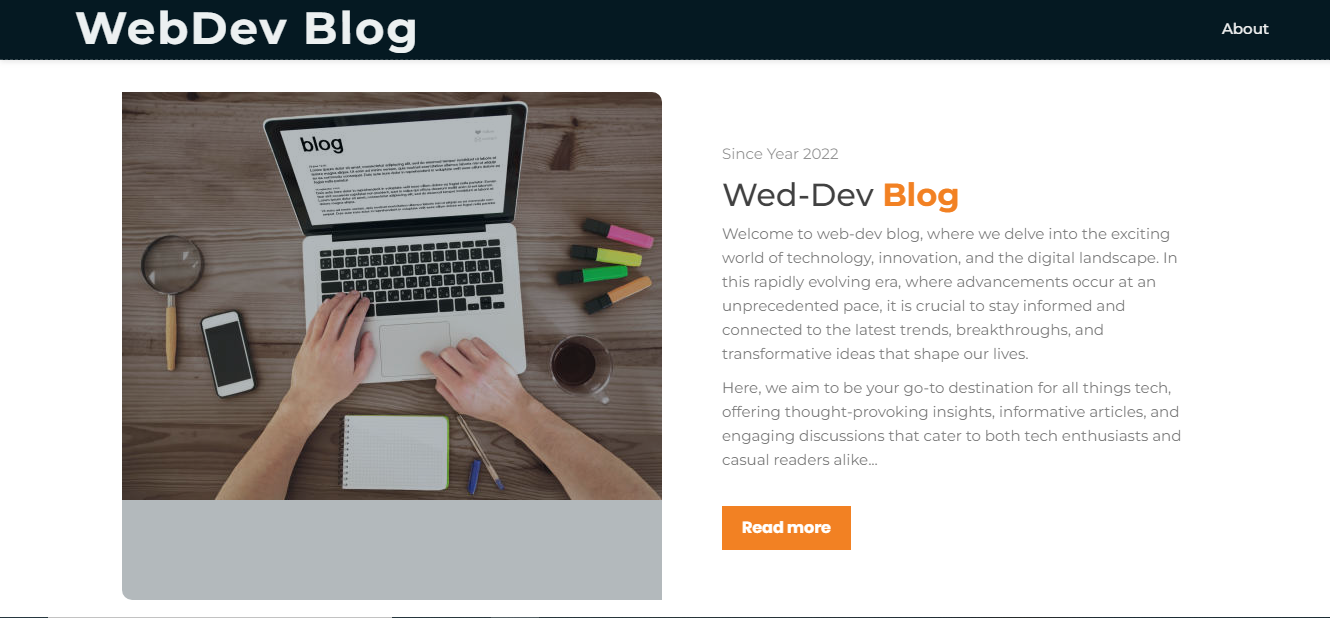 WebDev Blog
About
blog
Since Year 2022
Wed-Dev Blog
Welcome to web-dev blog, where we delve into the exciting
world of technology, innovation, and the digital landscape. In
this rapidly evolving era, where advancements occur at an
unprecedented pace, it is crucial to stay informed and
connected to the latest trends, breakthroughs, and
transformative ideas that shape our lives.
Here, we aim to be your go-to destination for all things tech,
offering thought-provoking insights, informative articles, and
engaging discussions that cater to both tech enthusiasts and
casual readers alike...
Read more